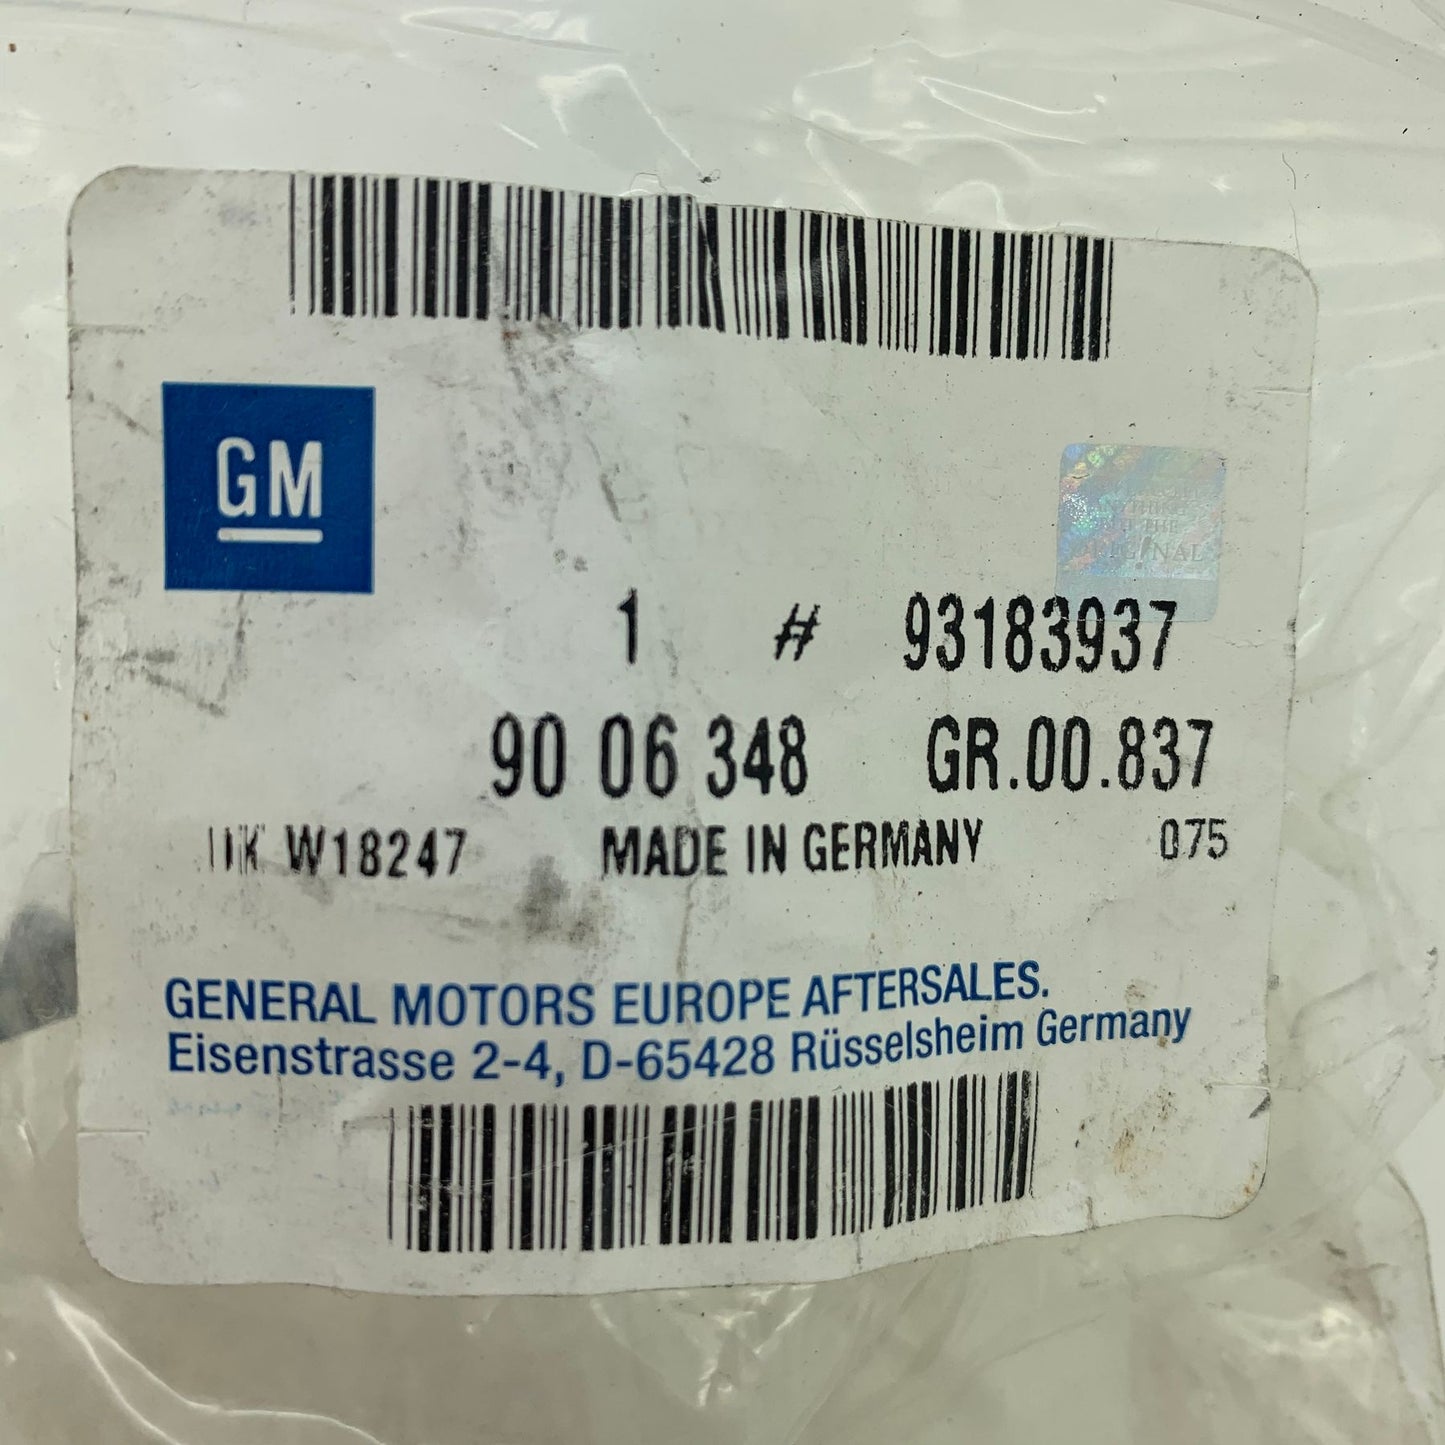 GM
ORIGINAL
1 # 93183937
90 06 348 GR.00.837
W18247 MADE IN GERMANY 075
GENERAL MOTORS EUROPE AFTERSALES.
Eisenstrasse 2-4, D-65428 Rüsselsheim Germany